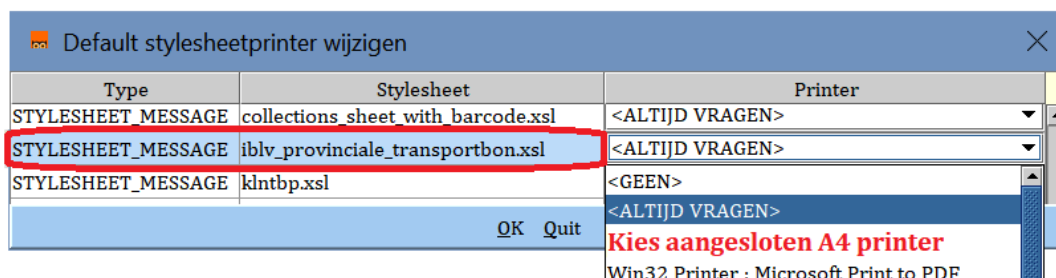 Default stylesheetprinter wijzigen
Type Stylesheet Printer
STYLESHEET_MESSAGE collections_sheet_with_barcode.xsl <ALTIJD VRAGEN>
STYLESHEET_MESSAGE iblv_provinciale_transportbon.xsl <ALTIJD VRAGEN>
STYLESHEET_MESSAGE klntbp.xsl <GEEN>
<ALTIJD VRAGEN>
OK Quit
Kies aangesloten A4 printer
Win32 Printer : Microsoft Print to PDF